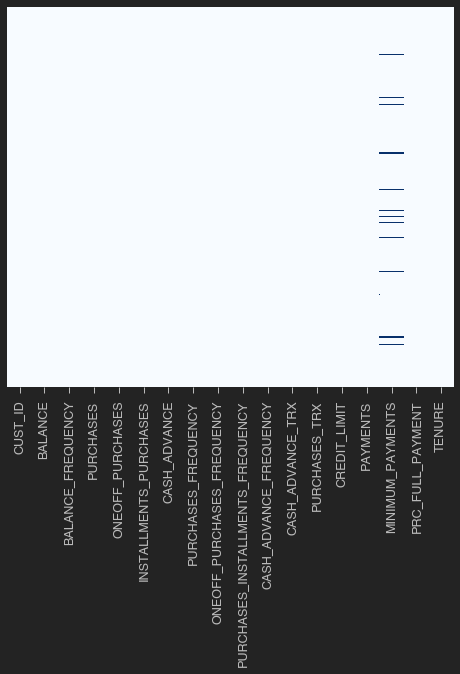 CUST_ID
BALANCE
BALANCE_FREQUENCY
PURCHASES
ONEOFF_PURCHASES
INSTALLMENTS_PURCHASES
CASH_ADVANCE
PURCHASES_FREQUENCY
ONEOFF_PURCHASES_FREQUENCY
PURCHASES_INSTALLMENTS_FREQUENCY
CASH_ADVANCE_FREQUENCY
CASH_ADVANCE_TRX
PURCHASES_TRX
CREDIT_LIMIT
PAYMENTS
MINIMUM_PAYMENTS
PRC_FULL_PAYMENT
TENURE